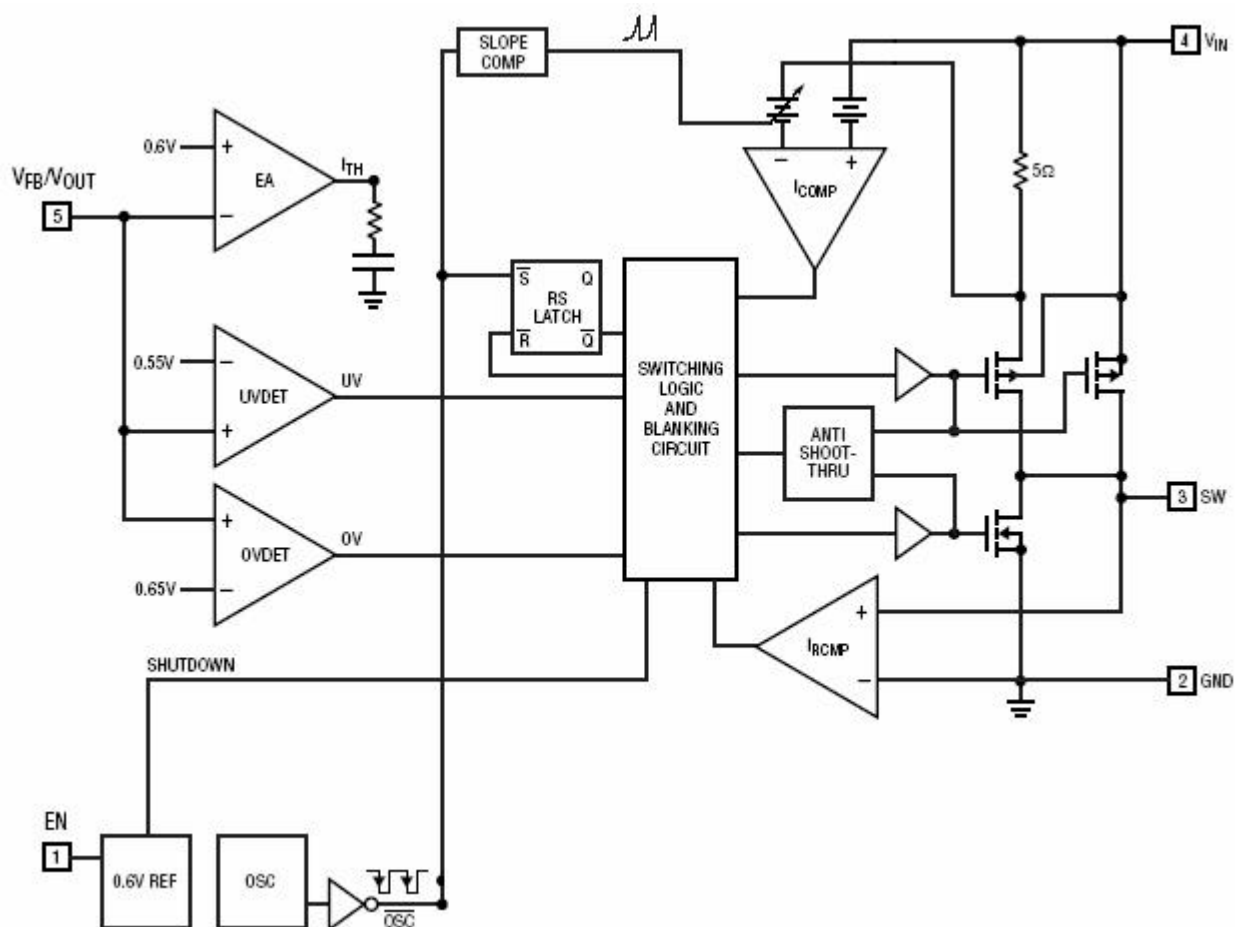 SLOPE
COMP
4 VIN
0.6V
+
EA
−
ITH
VFB/VOUT
5
− +
ICOMP
5Ω
S̅ Q
RS
LATCH
R̅ Q̅
0.55V
−
UVDET
+
UV
SWITCHING
LOGIC
AND
BLANKING
CIRCUIT
ANTI
SHOOT-
THRU
3 SW
+
OVDET
−
OV
0.65V
+
IRCMP
−
SHUTDOWN
2 GND
EN
1
0.6V REF
OSC
O̅S̅C̅